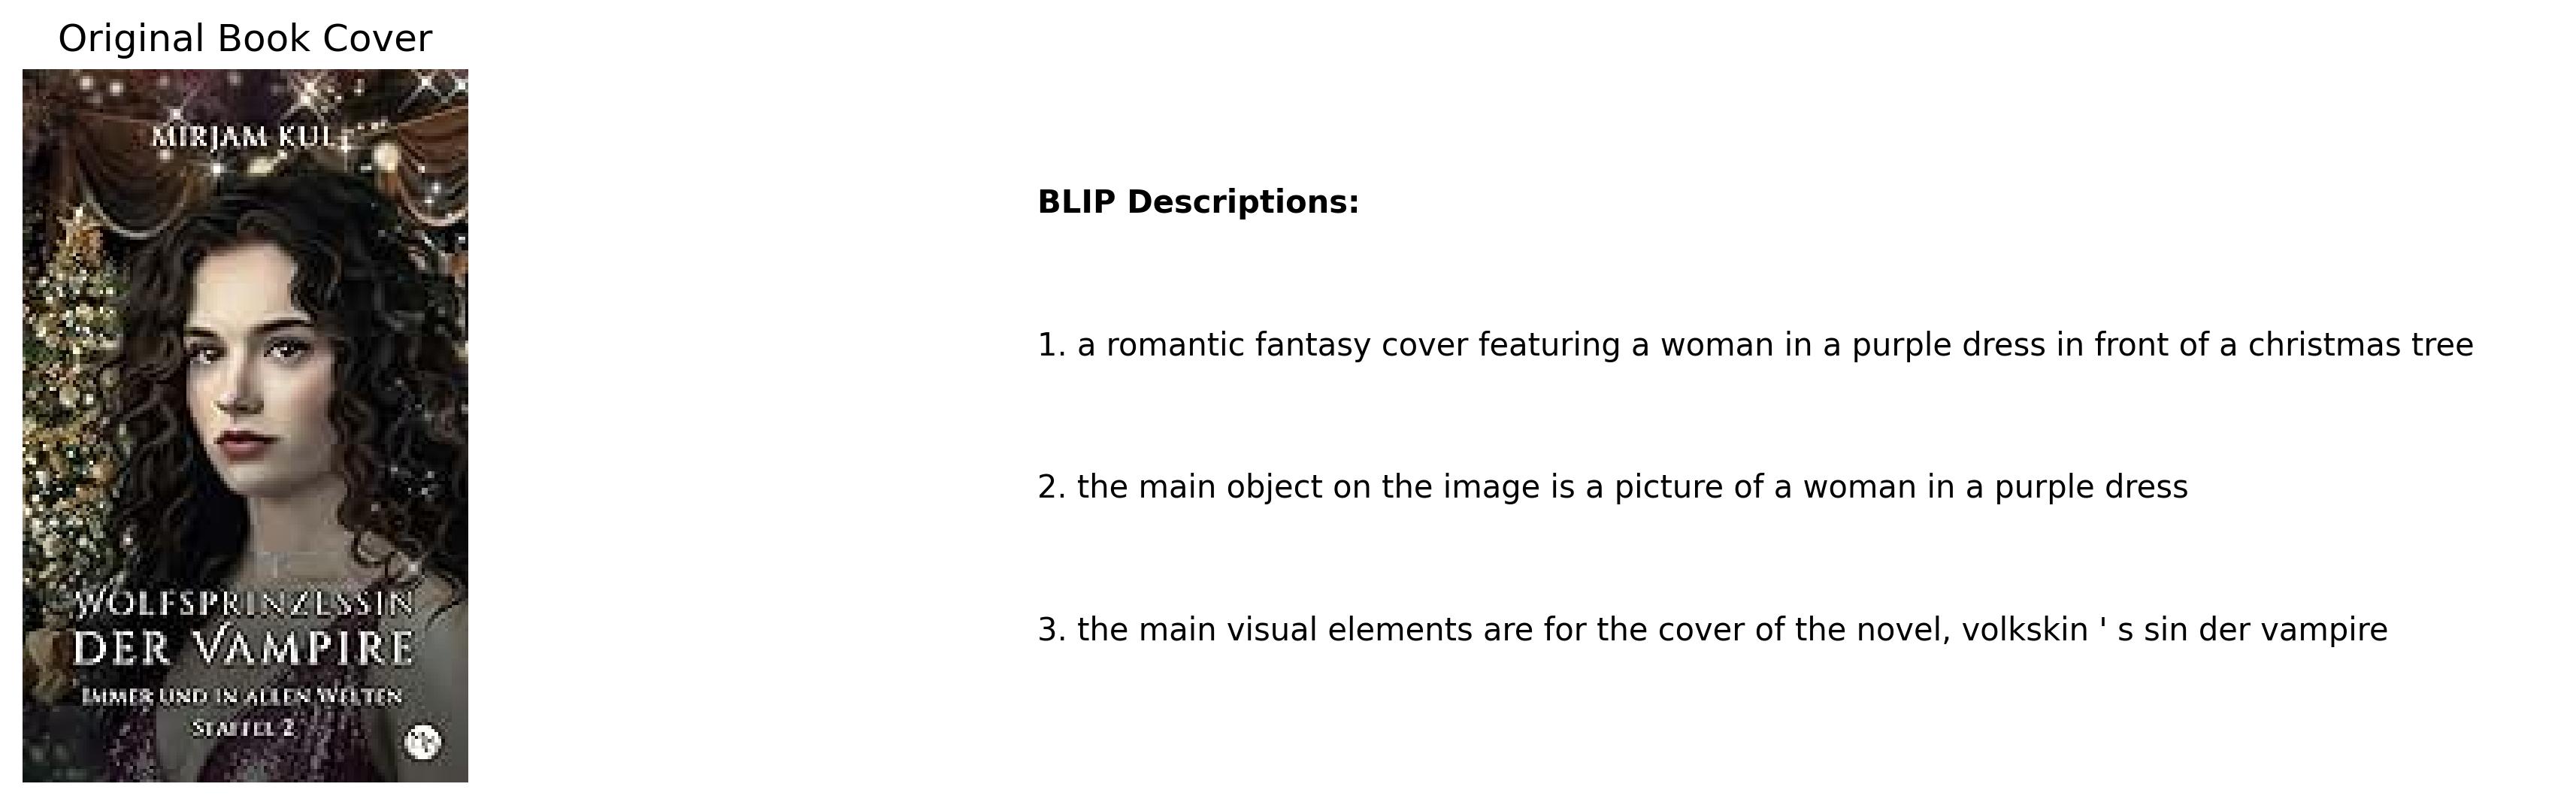 Original Book Cover
MIRJAM KUL
WOLFSPRINZESSIN
DER VAMPIRE
IMMER UND IN ALLEN WELTEN
STAFFEL 2
BLIP Descriptions:
1. a romantic fantasy cover featuring a woman in a purple dress in front of a christmas tree
2. the main object on the image is a picture of a woman in a purple dress
3. the main visual elements are for the cover of the novel, volkskin ' s sin der vampire